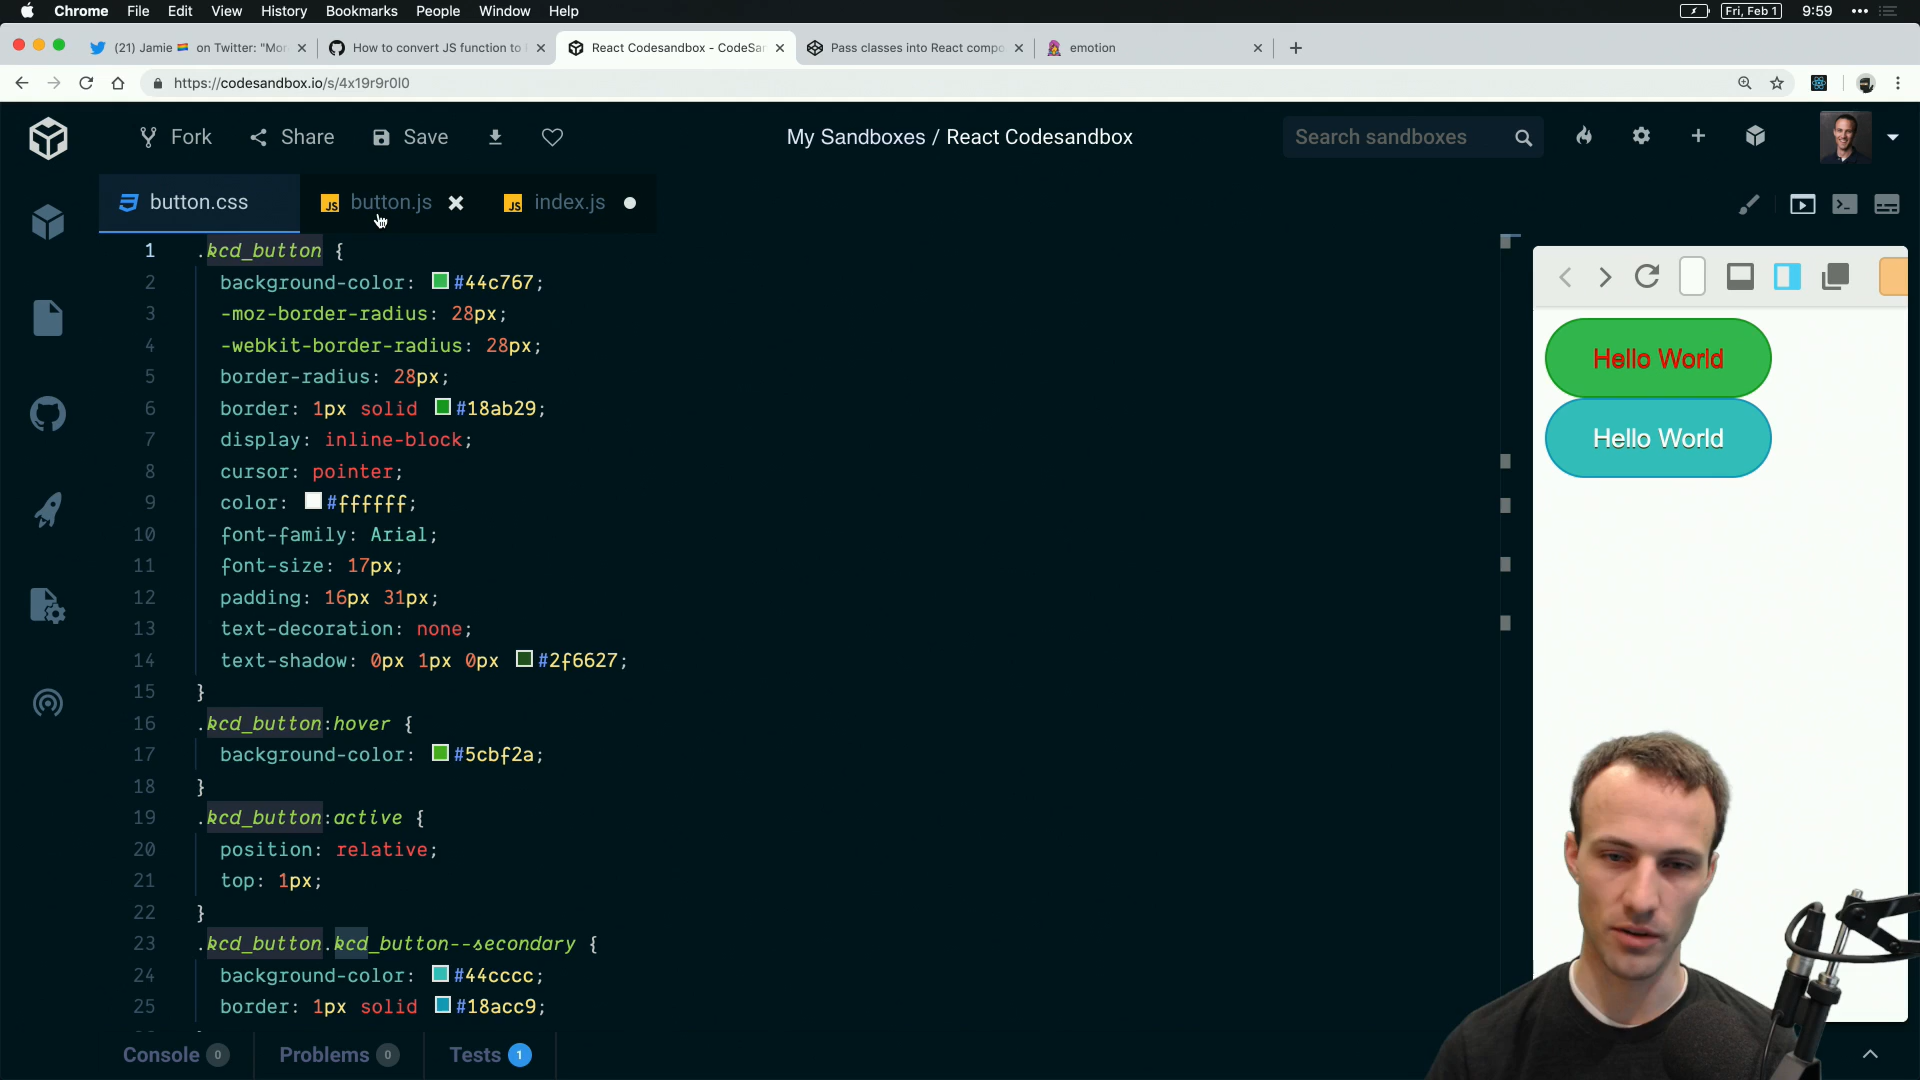 Chrome File Edit View History Bookmarks People Window Help Fri, Feb 1 9:59
(21) Jamie on Twitter: "Mor
How to convert JS function to
React Codesandbox - CodeSan
Pass classes into React compo
emotion
https://codesandbox.io/s/4x19r9r0l0
Fork Share Save My Sandboxes / React Codesandbox Search sandboxes
button.css JS button.js JS index.js
1 .kcd_button {
2 background-color: #44c767;
3 -moz-border-radius: 28px;
4 -webkit-border-radius: 28px;
5 border-radius: 28px;
6 border: 1px solid #18ab29;
7 display: inline-block;
8 cursor: pointer;
9 color: #ffffff;
10 font-family: Arial;
11 font-size: 17px;
12 padding: 16px 31px;
13 text-decoration: none;
14 text-shadow: 0px 1px 0px #2f6627;
15 }
16 .kcd_button:hover {
17 background-color: #5cbf2a;
18 }
19 .kcd_button:active {
20 position: relative;
21 top: 1px;
22 }
23 .kcd_button.kcd_button--secondary {
24 background-color: #44cccc;
25 border: 1px solid #18acc9;
Hello World
Hello World
Console 0 Problems 0 Tests 1